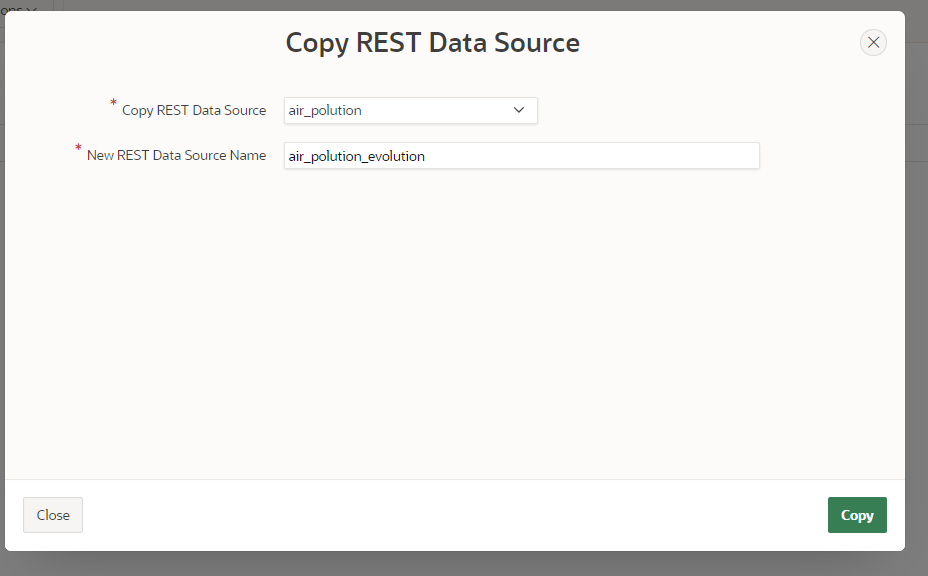 Copy REST Data Source
* Copy REST Data Source air_polution
* New REST Data Source Name air_polution_evolution
Close
Copy